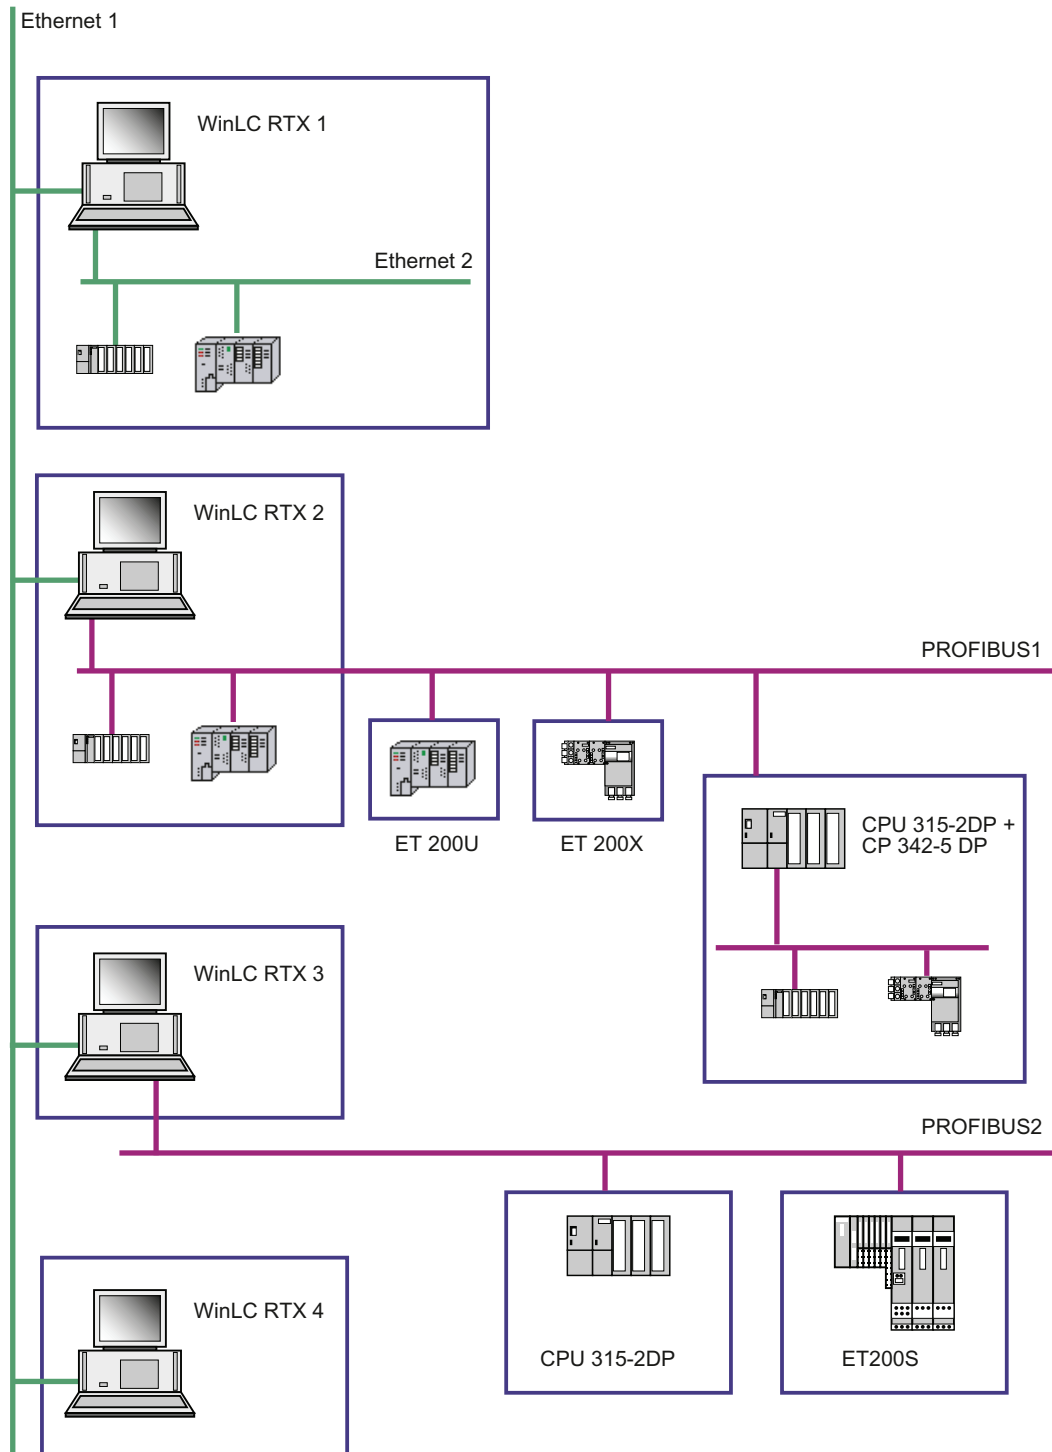 Ethernet 1
WinLC RTX 1
Ethernet 2
WinLC RTX 2
PROFIBUS1
ET 200U
ET 200X
CPU 315-2DP +
CP 342-5 DP
WinLC RTX 3
PROFIBUS2
WinLC RTX 4
CPU 315-2DP
ET200S